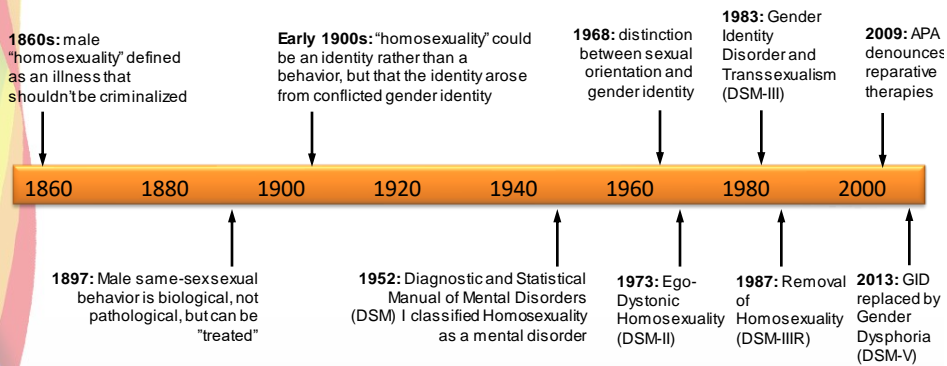 1860s: male
"homosexuality" defined
as an illness that
shouldn't be criminalized
Early 1900s: "homosexuality" could
be an identity rather than a
behavior, but that the identity arose
from conflicted gender identity
1968: distinction
between sexual
orientation and
gender identity
1983: Gender
Identity
Disorder and
Transsexualism
(DSM-III)
2009: APA
denounces
reparative
therapies
1860 1880 1900 1920 1940 1960 1980 2000
1897: Male same-sex sexual
behavior is biological, not
pathological, but can be
"treated"
1952: Diagnostic and Statistical
Manual of Mental Disorders
(DSM) I classified Homosexuality
as a mental disorder
1973: Ego-
Dystonic
Homosexuality
(DSM-II)
1987: Removal
of
Homosexuality
(DSM-IIIR)
2013: GID
replaced by
Gender
Dysphoria
(DSM-V)